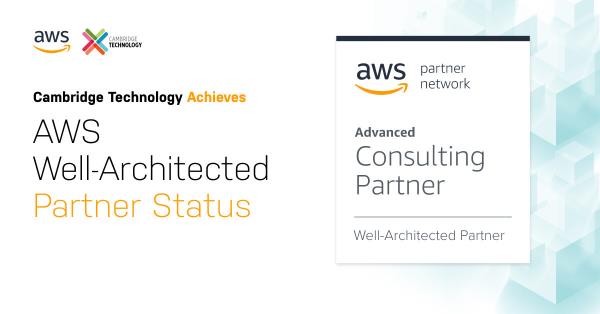 aws
CAMBRIDGE
TECHNOLOGY
Cambridge Technology Achieves
AWS
Well-Architected
Partner Status
aws
partner
network
Advanced
Consulting
Partner
Well-Architected Partner